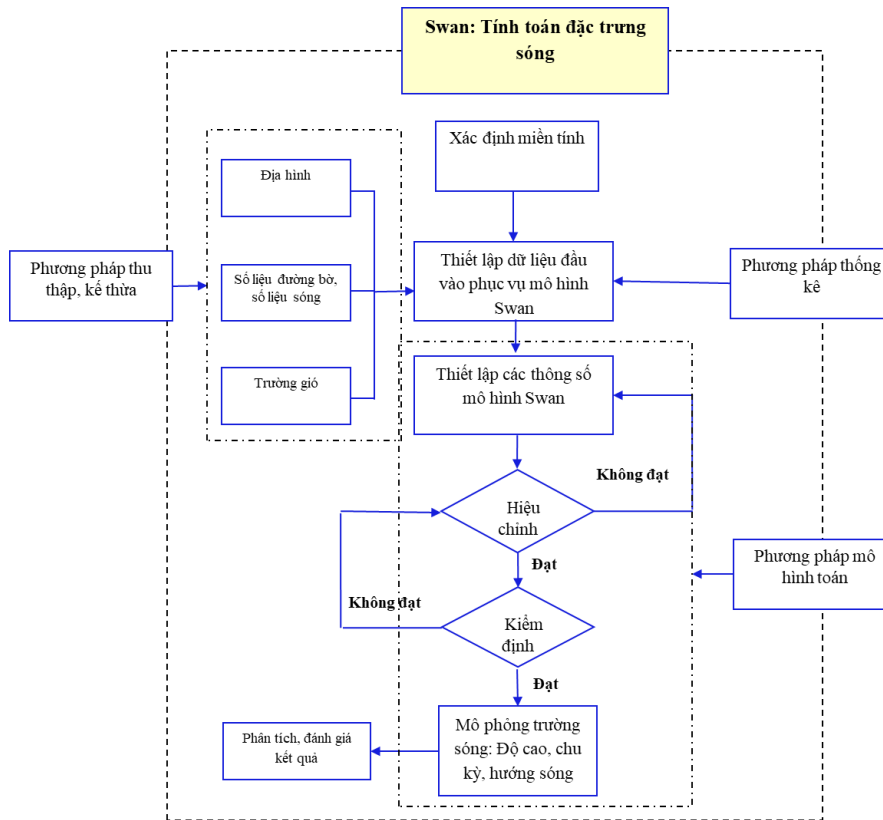 Swan: Tính toán đặc trưng
sóng
Xác định miền tính
Địa hình
Phương pháp thu
thập, kế thừa
Số liệu đường bờ,
số liệu sóng
Thiết lập dữ liệu đầu
vào phục vụ mô hình
Swan
Phương pháp thống
kê
Trường gió
Thiết lập các thông số
mô hình Swan
Không đạt
Hiệu
chỉnh
Đạt
Phương pháp mô
hình toán
Không đạt
Kiểm
định
Đạt
Mô phỏng trường
sóng: Độ cao, chu
kỳ, hướng sóng
Phân tích, đánh giá
kết quả